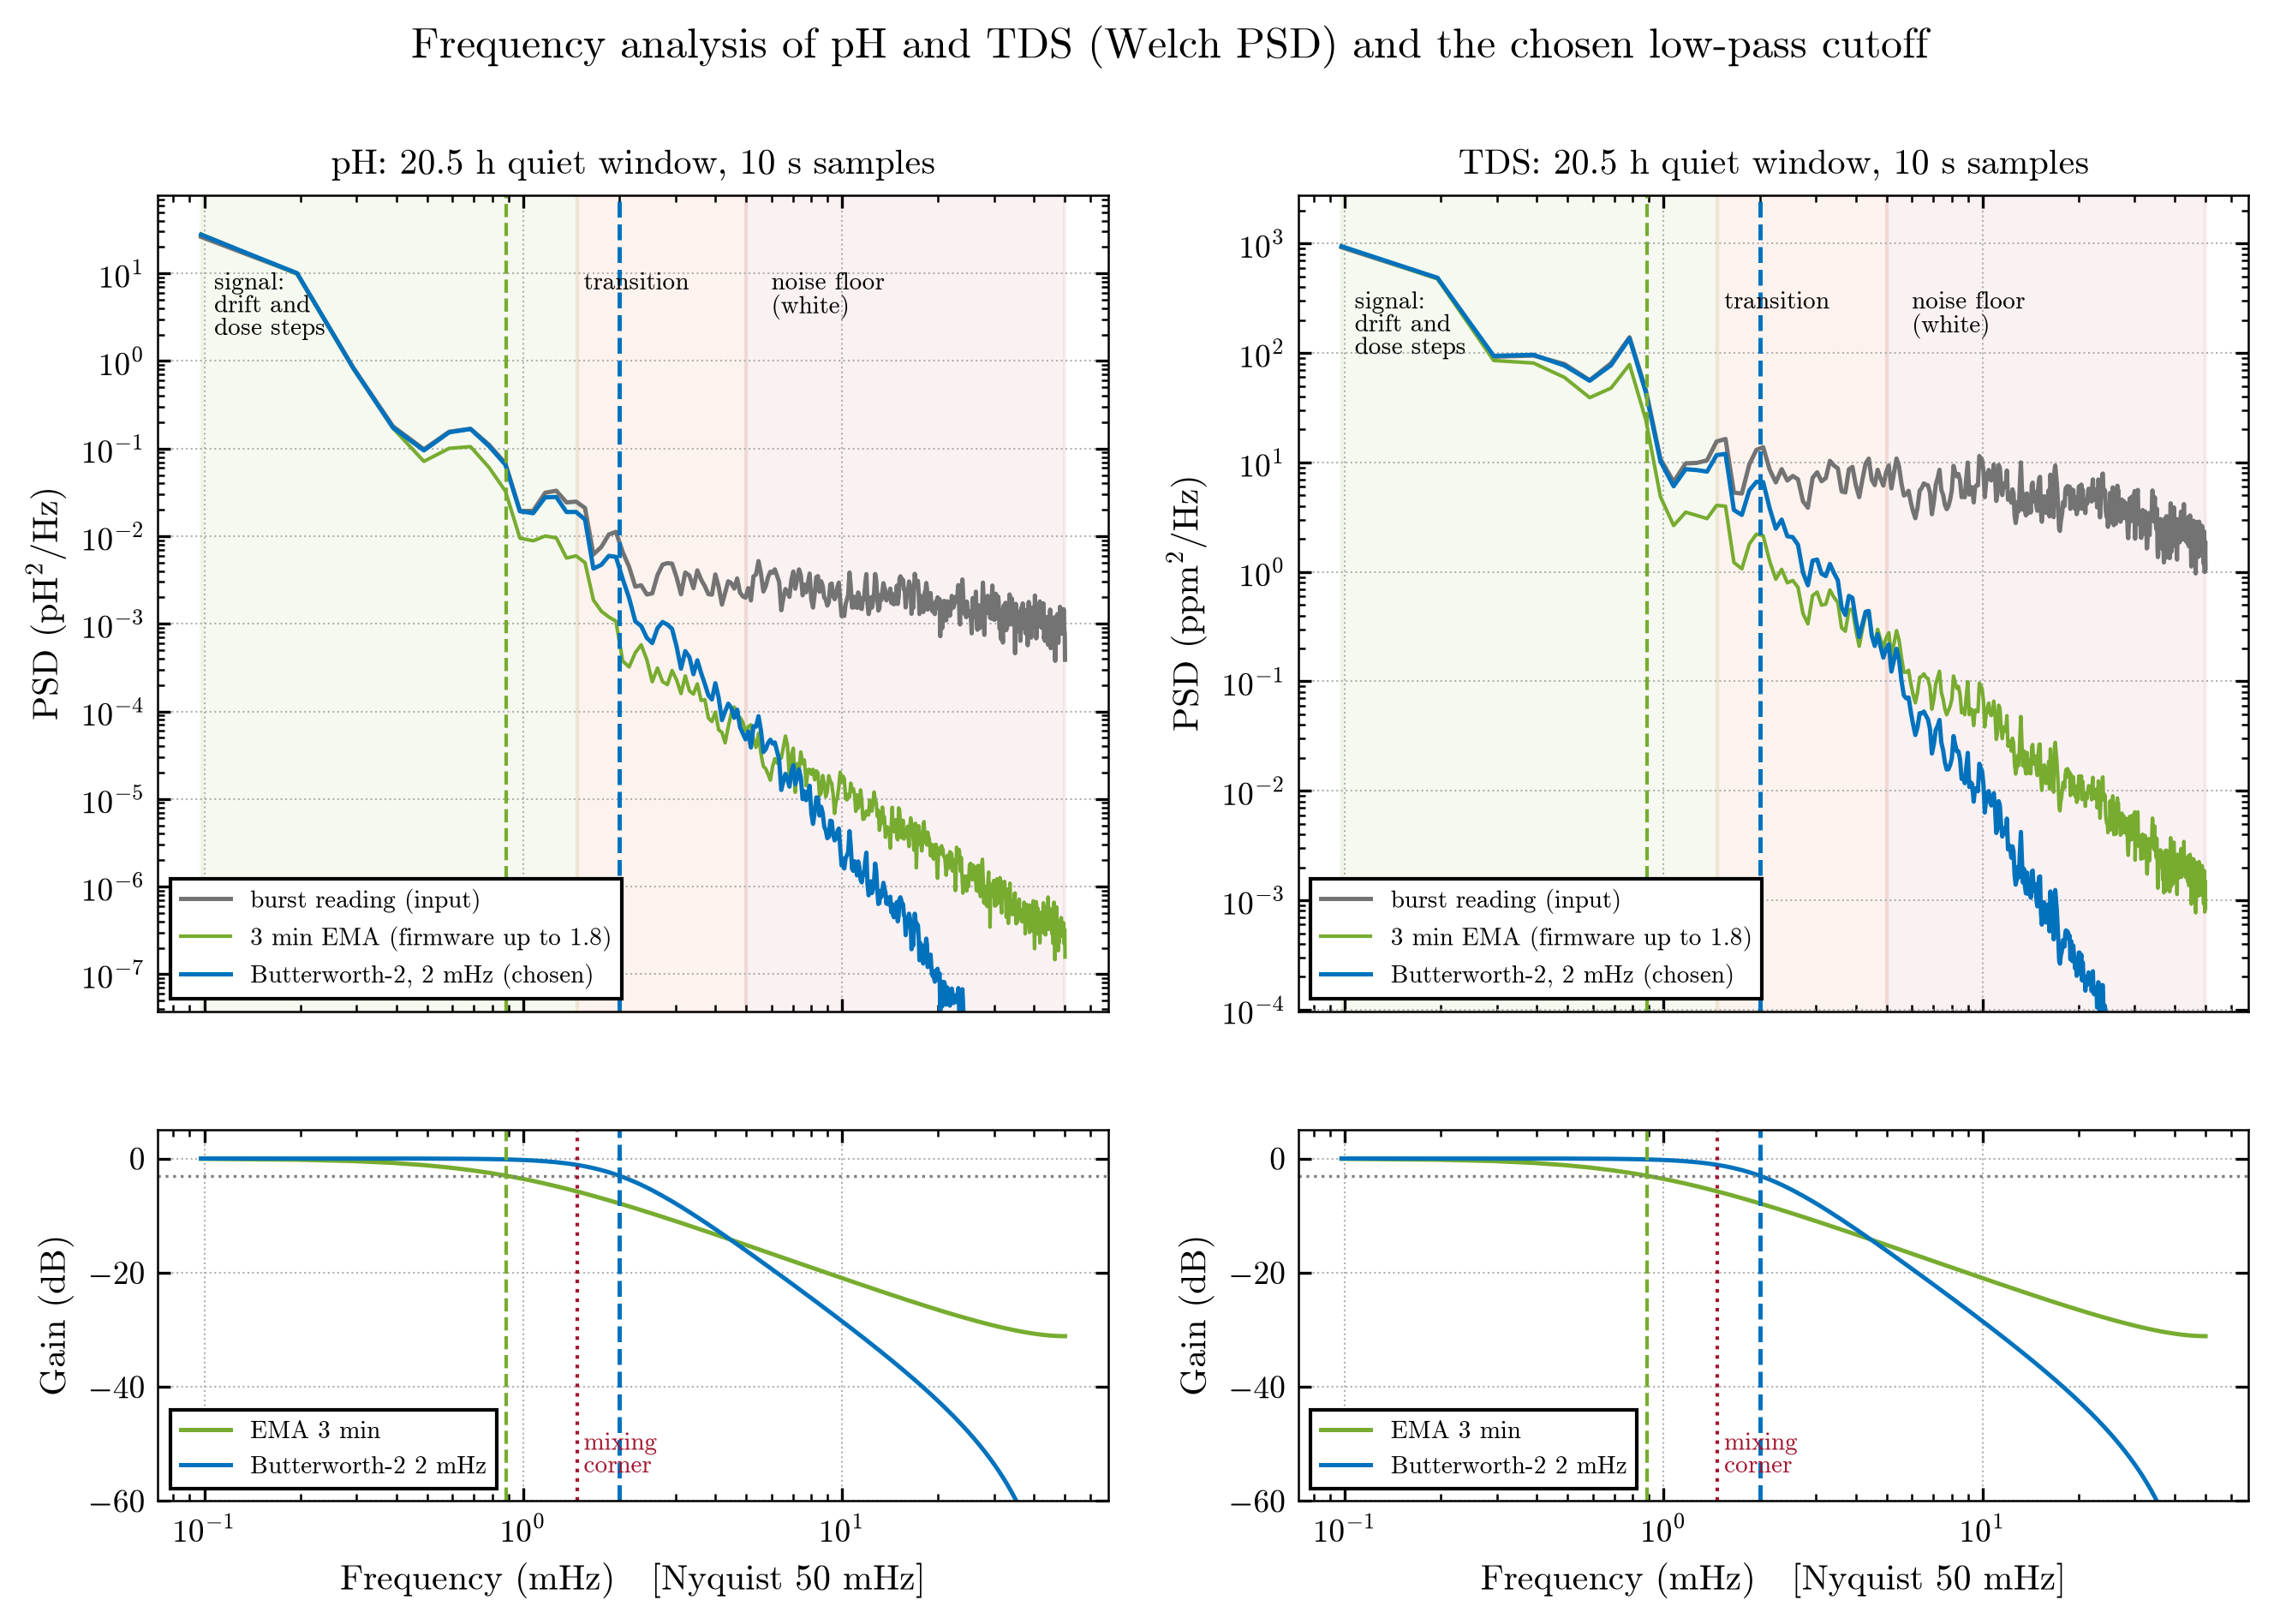 Frequency analysis of pH and TDS (Welch PSD) and the chosen low-pass cutoff
pH: 20.5 h quiet window, 10 s samples
PSD (pH²/Hz)
10¹
10⁰
10⁻¹
10⁻²
10⁻³
10⁻⁴
10⁻⁵
10⁻⁶
10⁻⁷
signal:
drift and
dose steps
transition
noise floor
(white)
burst reading (input)
3 min EMA (firmware up to 1.8)
Butterworth-2, 2 mHz (chosen)
TDS: 20.5 h quiet window, 10 s samples
PSD (ppm²/Hz)
10³
10²
10¹
10⁰
10⁻¹
10⁻²
10⁻³
10⁻⁴
signal:
drift and
dose steps
transition
noise floor
(white)
burst reading (input)
3 min EMA (firmware up to 1.8)
Butterworth-2, 2 mHz (chosen)
Gain (dB)
0
−20
−40
−60
mixing
corner
EMA 3 min
Butterworth-2 2 mHz
10⁻¹
10⁰
10¹
Frequency (mHz) [Nyquist 50 mHz]
Gain (dB)
0
−20
−40
−60
mixing
corner
EMA 3 min
Butterworth-2 2 mHz
10⁻¹
10⁰
10¹
Frequency (mHz) [Nyquist 50 mHz]